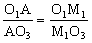 O₁A / AO₃ = O₁M₁ / M₁O₃